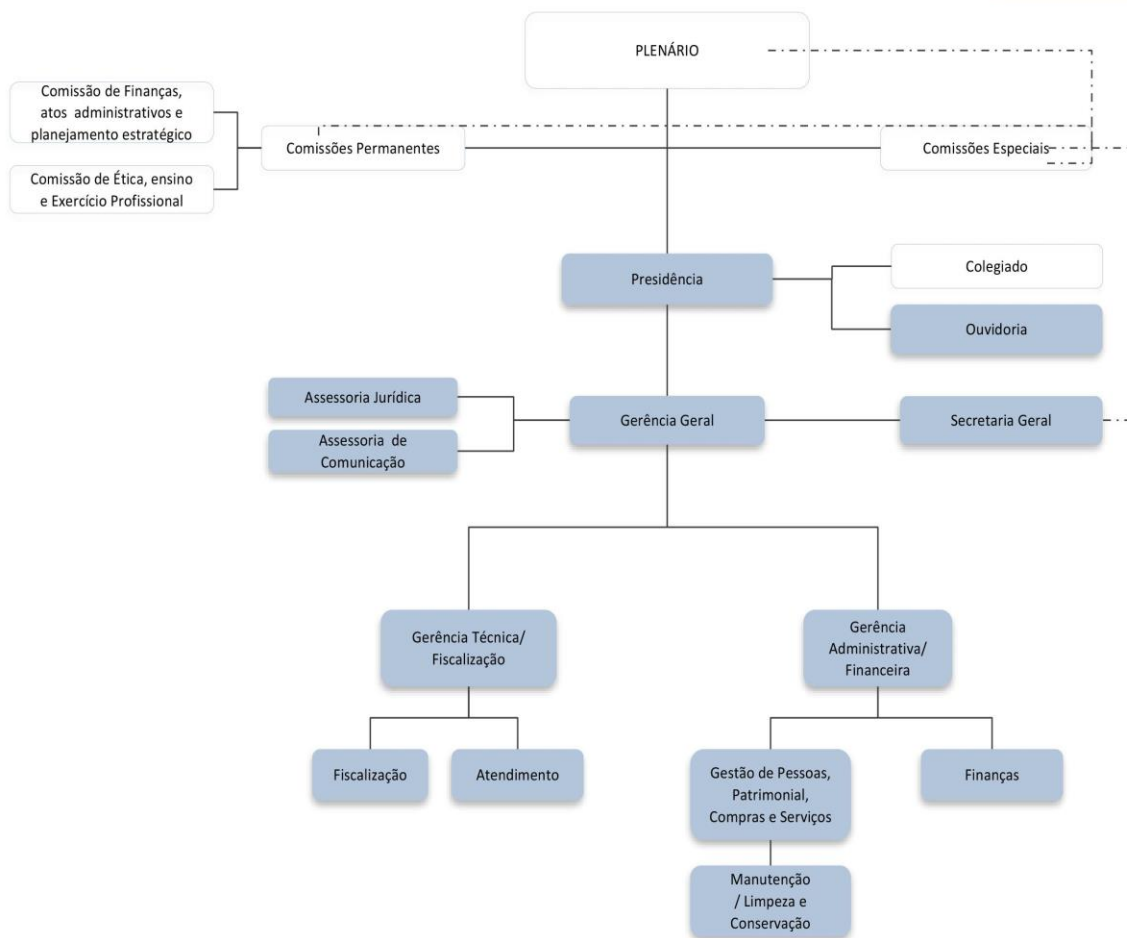 PLENÁRIO
Comissão de Finanças,
atos administrativos e
planejamento estratégico
Comissões Permanentes
Comissões Especiais
Comissão de Ética, ensino
e Exercício Profissional
Presidência
Colegiado
Ouvidoria
Assessoria Jurídica
Assessoria de
Comunicação
Gerência Geral
Secretaria Geral
Gerência Técnica/
Fiscalização
Gerência
Administrativa/
Financeira
Fiscalização
Atendimento
Gestão de Pessoas,
Patrimonial,
Compras e Serviços
Finanças
Manutenção
/ Limpeza e
Conservação